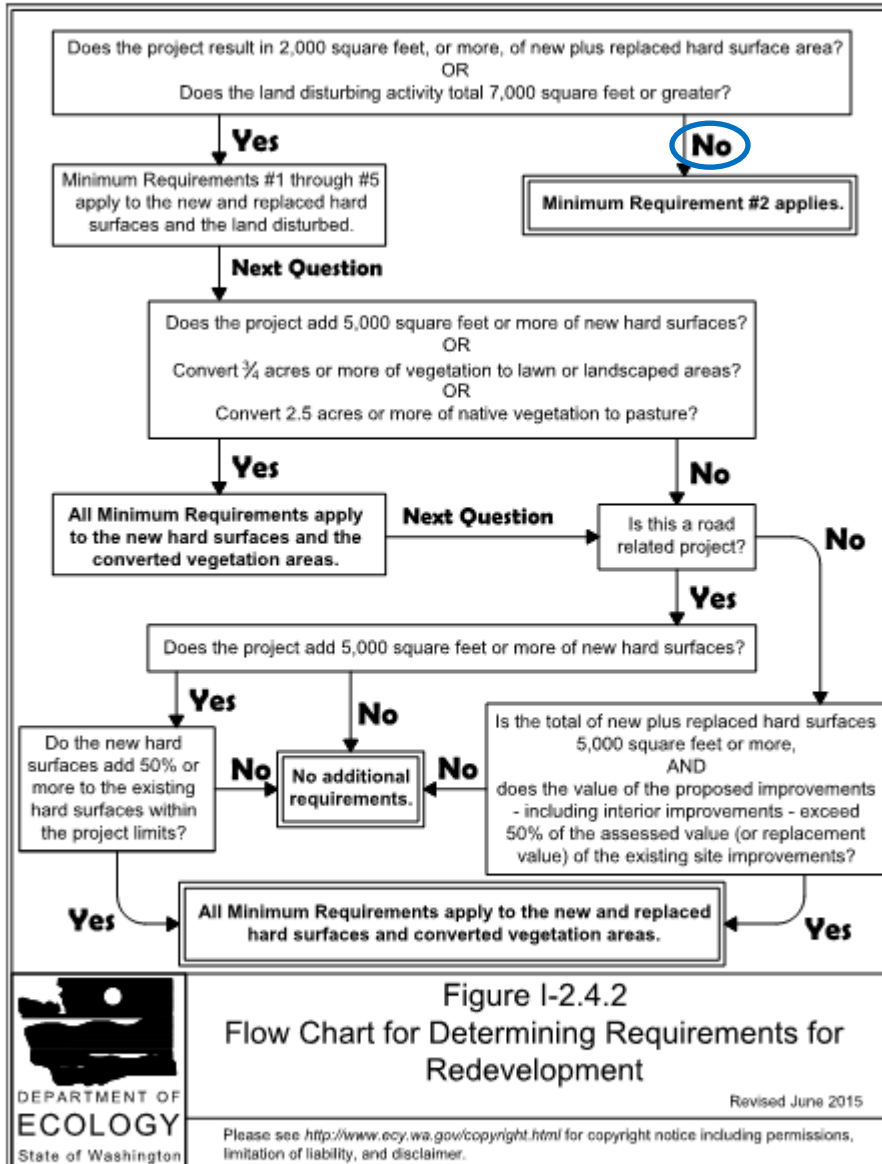 Does the project result in 2,000 square feet, or more, of new plus replaced hard surface area?
OR
Does the land disturbing activity total 7,000 square feet or greater?
Yes
No
Minimum Requirements #1 through #5
apply to the new and replaced hard
surfaces and the land disturbed.
Minimum Requirement #2 applies.
Next Question
Does the project add 5,000 square feet or more of new hard surfaces?
OR
Convert ¾ acres or more of vegetation to lawn or landscaped areas?
OR
Convert 2.5 acres or more of native vegetation to pasture?
Yes
No
All Minimum Requirements apply
to the new hard surfaces and the
converted vegetation areas.
Next Question
Is this a road
related project?
No
Yes
Does the project add 5,000 square feet or more of new hard surfaces?
Yes
No
Do the new hard
surfaces add 50% or
more to the existing
hard surfaces within
the project limits?
No
No additional
requirements.
No
Is the total of new plus replaced hard surfaces
5,000 square feet or more,
AND
does the value of the proposed improvements
- including interior improvements - exceed
50% of the assessed value (or replacement
value) of the existing site improvements?
Yes
All Minimum Requirements apply to the new and replaced
hard surfaces and converted vegetation areas.
Yes
DEPARTMENT OF
ECOLOGY
State of Washington
Figure I-2.4.2
Flow Chart for Determining Requirements for
Redevelopment
Revised June 2015
Please see http://www.ecy.wa.gov/copyright.html for copyright notice including permissions,
limitation of liability, and disclaimer.